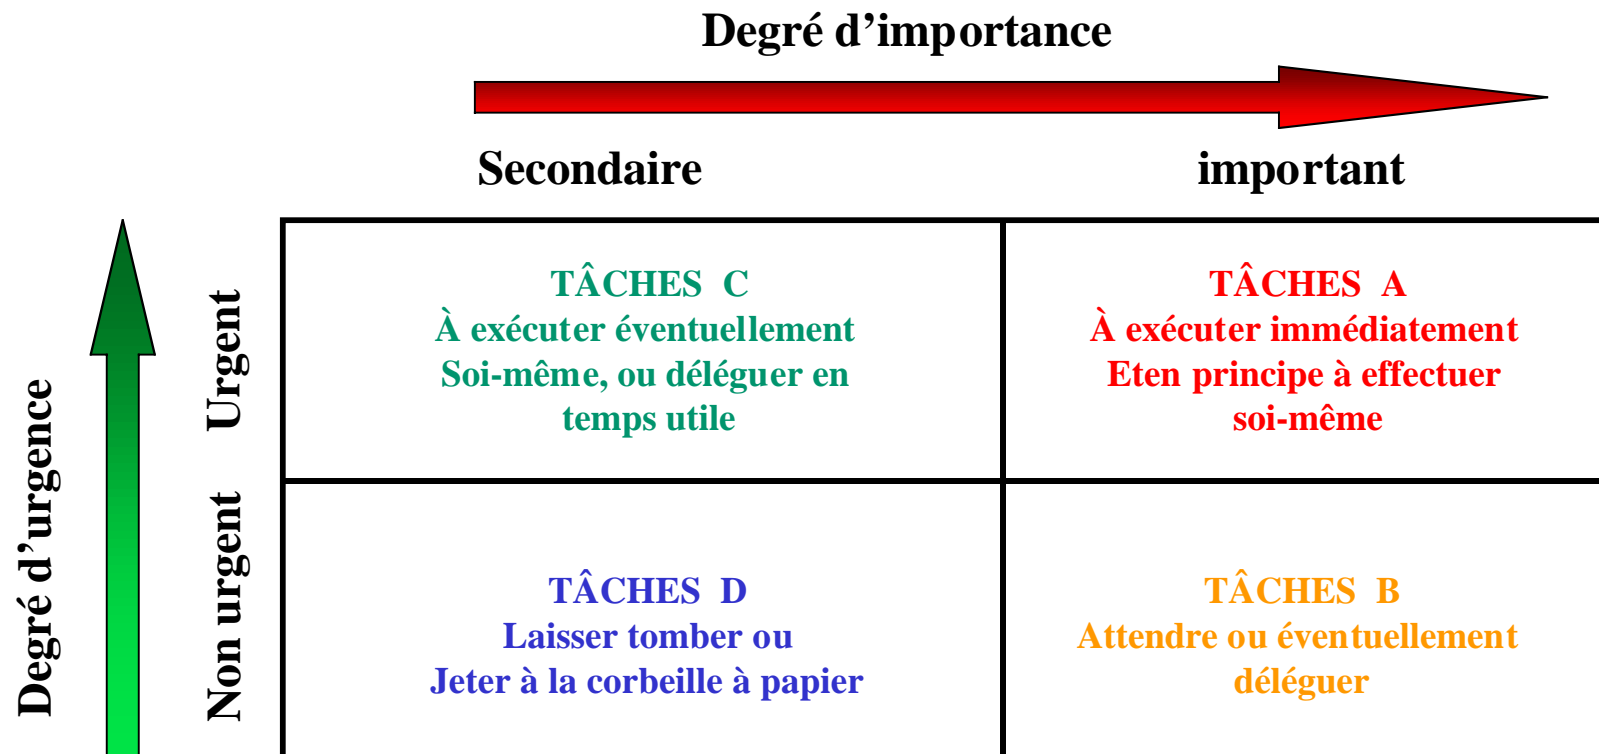 Degré d’importance
Secondaire
important
Degré d’urgence
Urgent
TÂCHES C
À exécuter éventuellement
Soi-même, ou déléguer en
temps utile
TÂCHES A
À exécuter immédiatement
Eten principe à effectuer
soi-même
Non urgent
TÂCHES D
Laisser tomber ou
Jeter à la corbeille à papier
TÂCHES B
Attendre ou éventuellement
déléguer